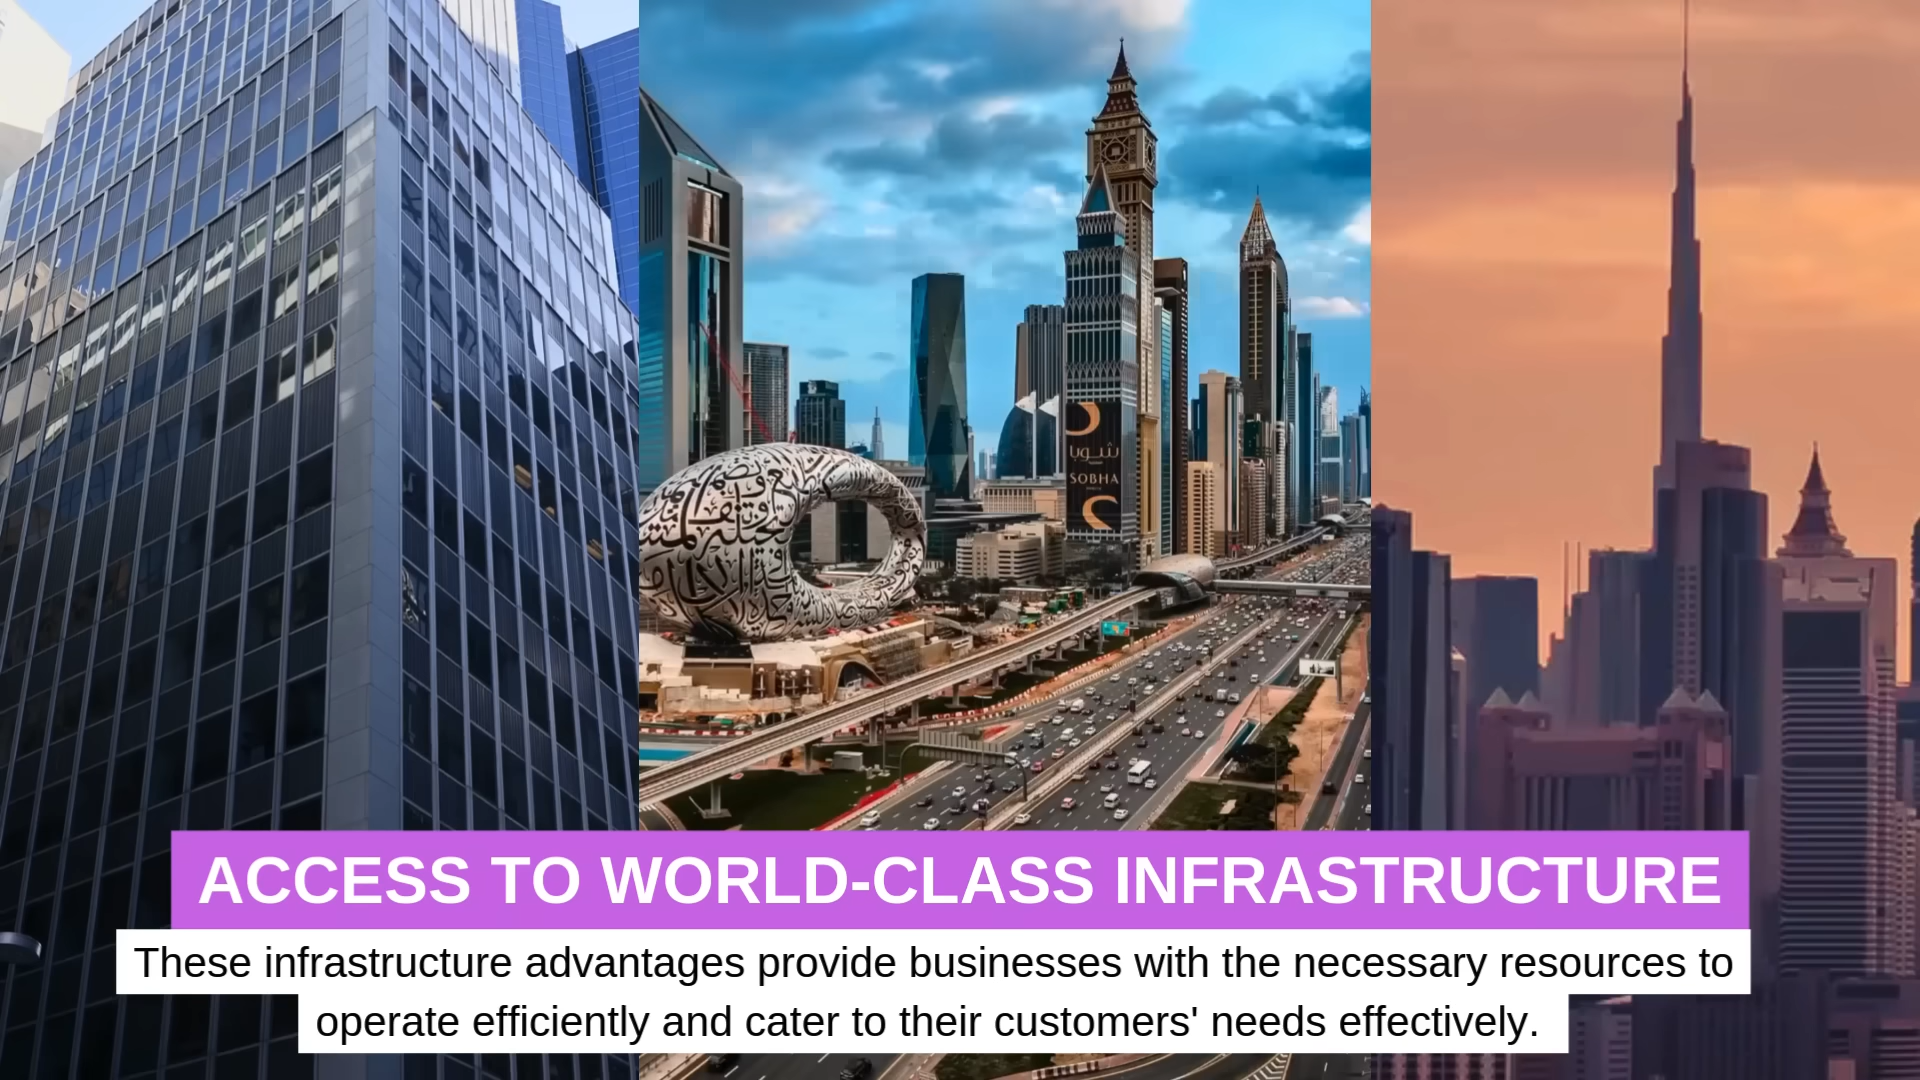 شوبا
SOBHA
ACCESS TO WORLD-CLASS INFRASTRUCTURE
These infrastructure advantages provide businesses with the necessary resources to
operate efficiently and cater to their customers' needs effectively.